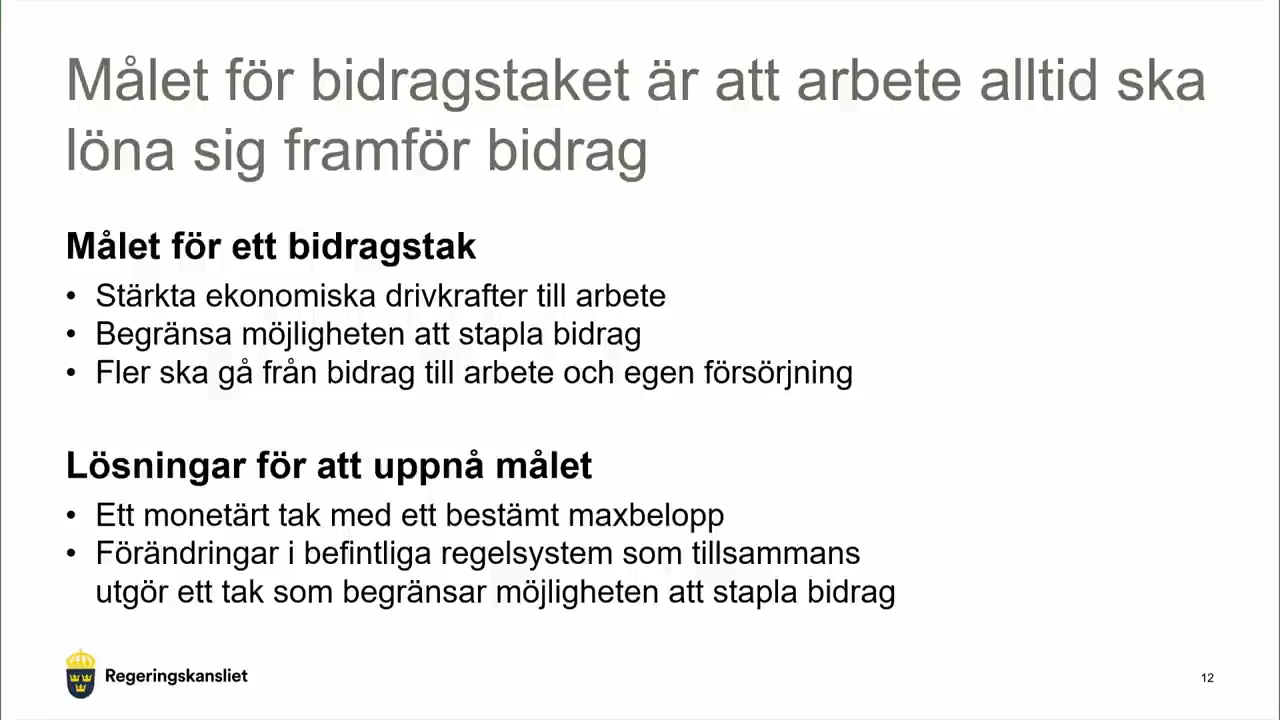 Målet för bidragstaket är att arbete alltid ska
löna sig framför bidrag
Målet för ett bidragstak
• Stärkta ekonomiska drivkrafter till arbete
• Begränsa möjligheten att stapla bidrag
• Fler ska gå från bidrag till arbete och egen försörjning
Lösningar för att uppnå målet
• Ett monetärt tak med ett bestämt maxbelopp
• Förändringar i befintliga regelsystem som tillsammans
utgör ett tak som begränsar möjligheten att stapla bidrag
Regeringskansliet
12